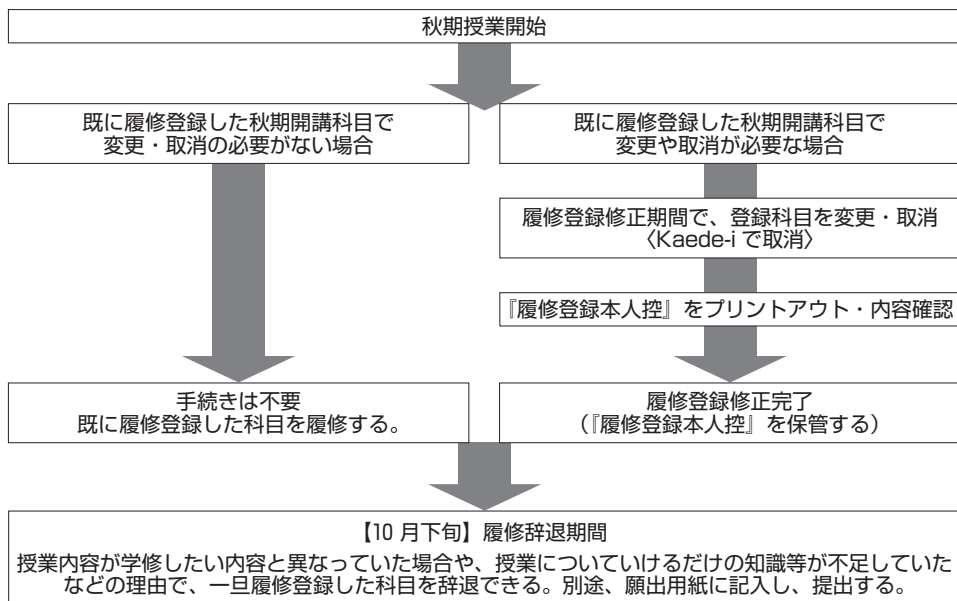 秋期授業開始
既に履修登録した秋期開講科目で
変更・取消の必要がない場合
既に履修登録した秋期開講科目で
変更や取消が必要な場合
履修登録修正期間で、登録科目を変更・取消
〈Kaede-i で取消〉
『履修登録本人控』をプリントアウト・内容確認
手続きは不要
既に履修登録した科目を履修する。
履修登録修正完了
（『履修登録本人控』を保管する）
【10 月下旬】履修辞退期間
授業内容が学修したい内容と異なっていた場合や、授業についていけるだけの知識等が不足していた
などの理由で、一旦履修登録した科目を辞退できる。別途、願出用紙に記入し、提出する。